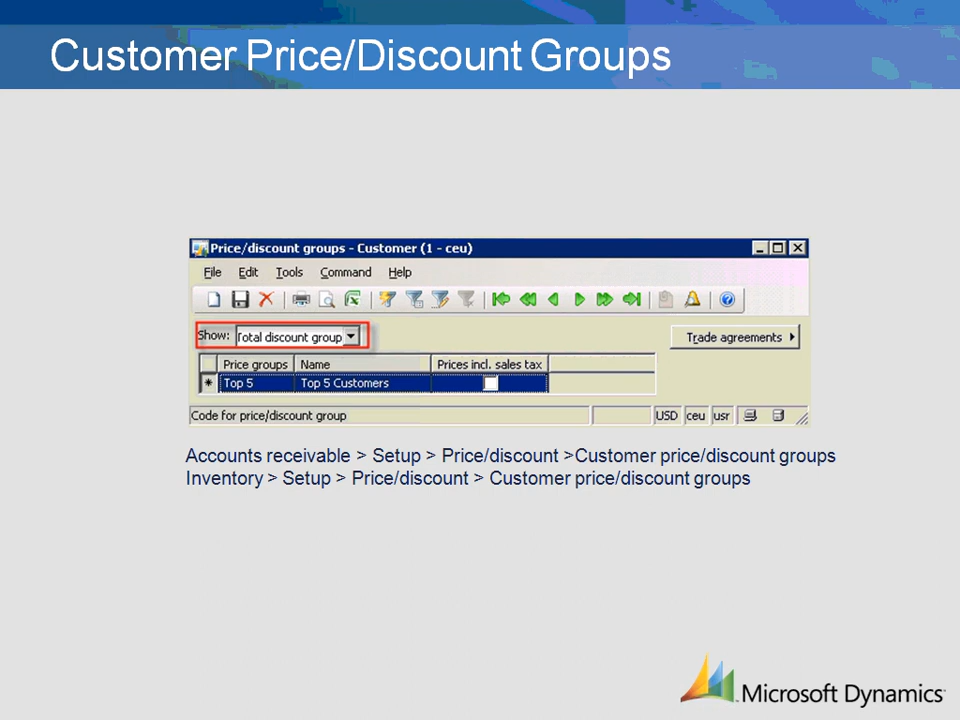 Customer Price/Discount Groups
Price/discount groups - Customer (1 - ceu)
File Edit Tools Command Help
Show: Total discount group Trade agreements
Price groups Name Prices incl. sales tax
Top 5 Top 5 Customers
Code for price/discount group USD ceu usr
Accounts receivable > Setup > Price/discount >Customer price/discount groups
Inventory > Setup > Price/discount > Customer price/discount groups
Microsoft Dynamics